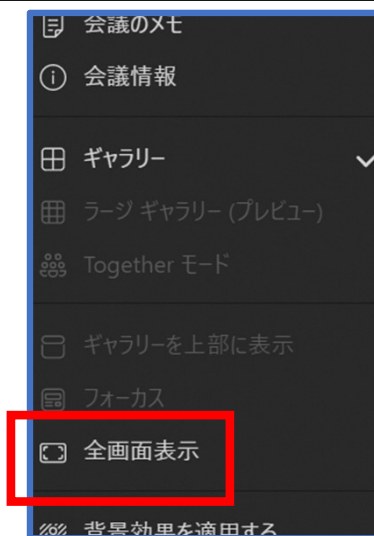 会議のメモ
会議情報
ギャラリー
ラージ ギャラリー (プレビュー)
Together モード
ギャラリーを上部に表示
フォーカス
全画面表示
背景効果を適用する